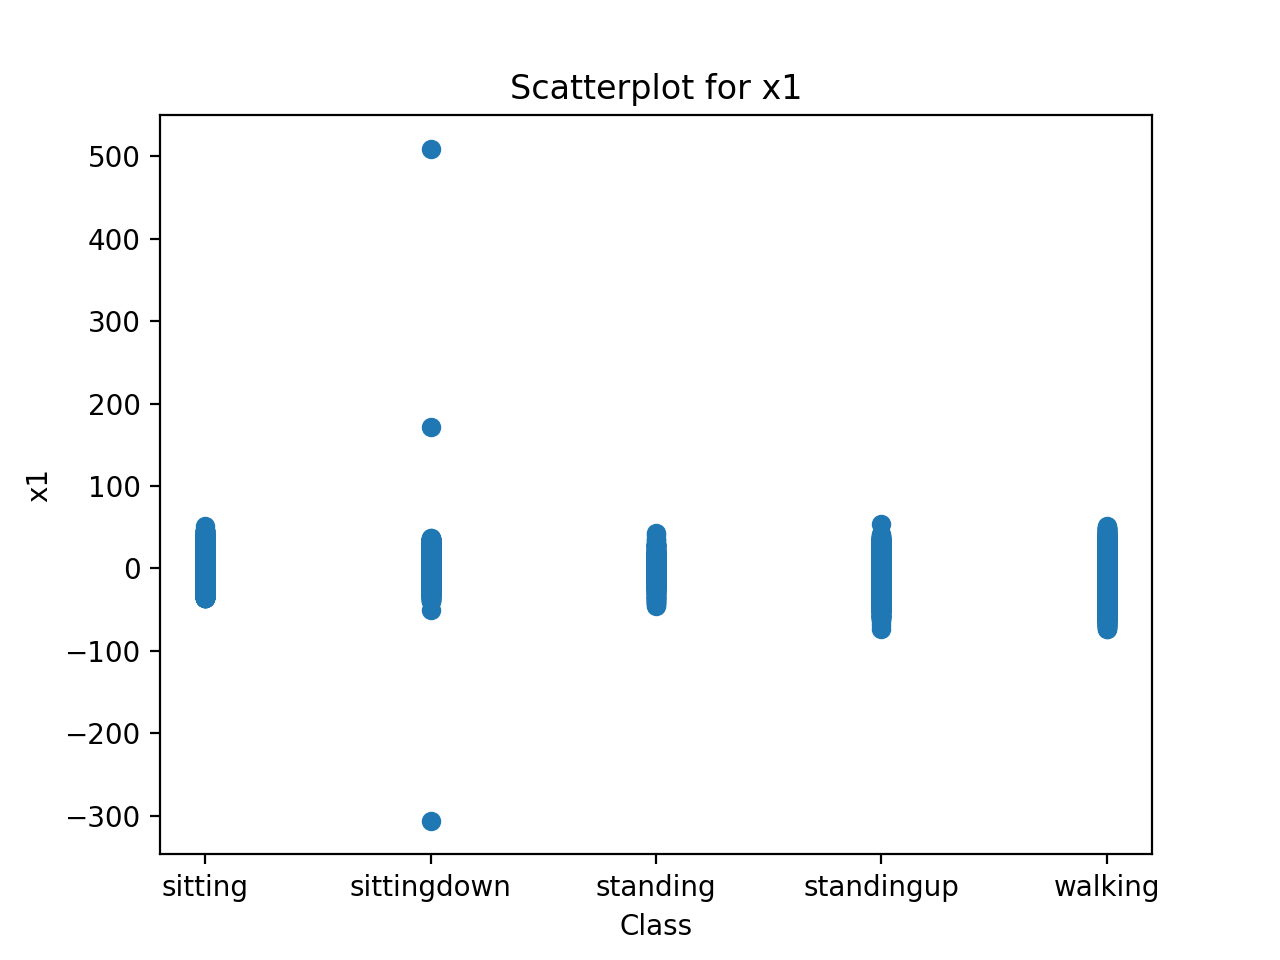 Scatterplot for x1
500
400
300
200
100
0
−100
−200
−300
x1
sitting sittingdown standing standingup walking
Class